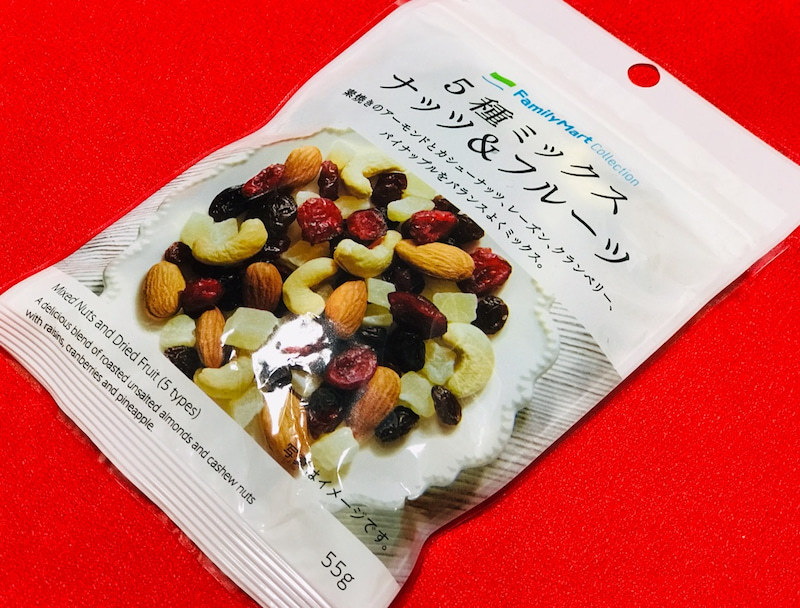 FamilyMart Collection
5種ミックス
ナッツ&フルーツ
素焼きのアーモンドとカシューナッツ、レーズン、クランベリー、
パイナップルをバランスよくミックス。
Mixed Nuts and Dried Fruit (5 types)
A delicious blend of roasted unsalted almonds and cashew nuts
with raisins, cranberries and pineapple.
はイメージです。
55g